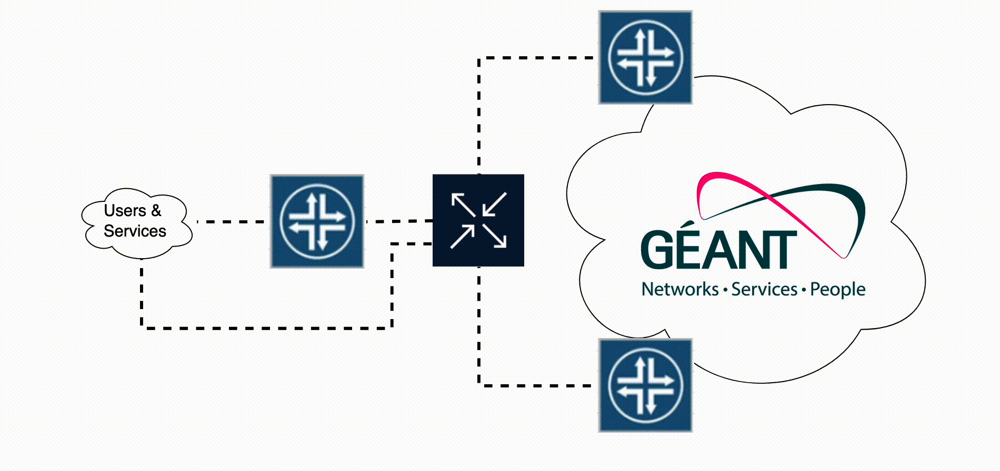 Users &
Services
GÉANT
Networks • Services • People